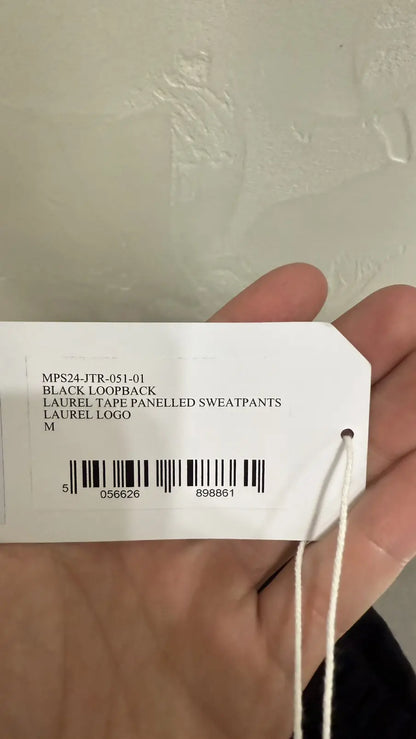 MPS24-JTR-051-01
BLACK LOOPBACK
LAUREL TAPE PANELLED SWEATPANTS
LAUREL LOGO
M
5 056626 898861